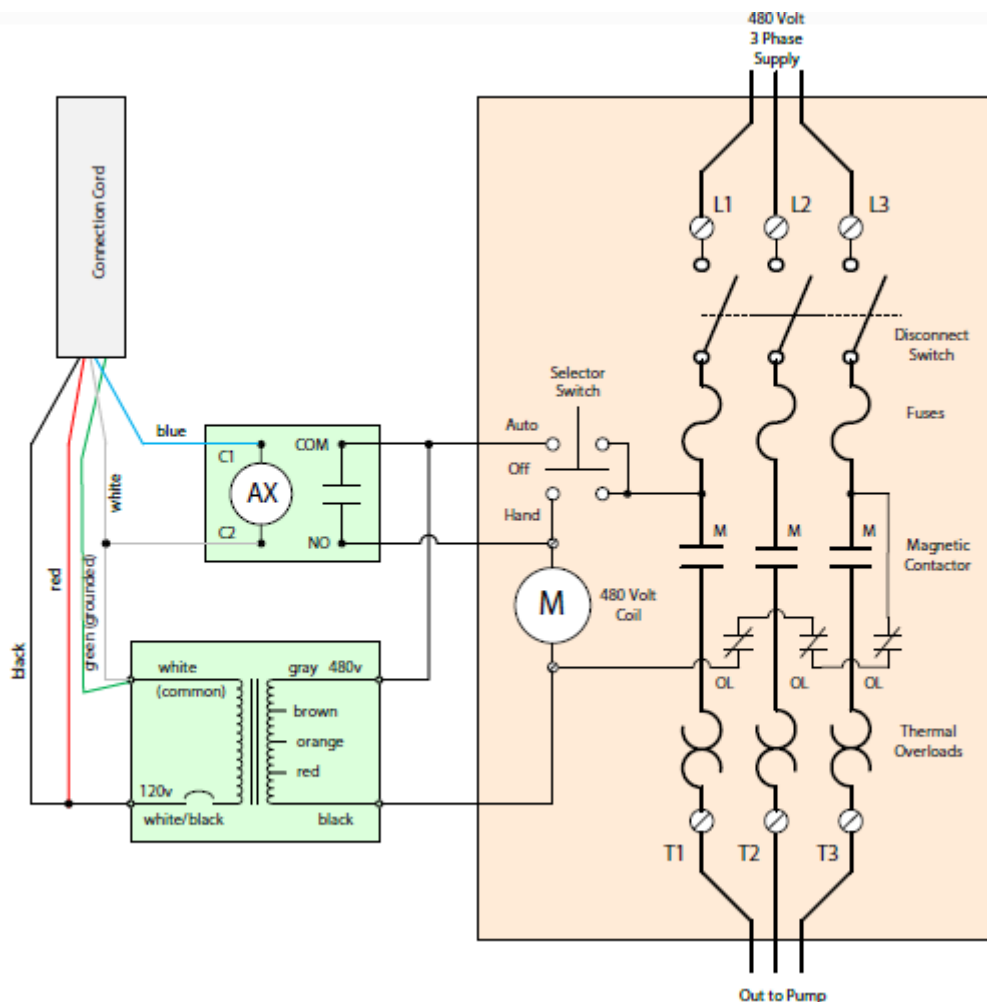 480 Volt
3 Phase
Supply
Connection Cord
L1
L2
L3
Disconnect
Switch
Selector
Switch
Fuses
Auto
Off
Hand
blue
C1
COM
AX
C2
NO
white
red
green (grounded)
black
M
M
M
Magnetic
Contactor
M
480 Volt
Coil
OL
OL
OL
white
(common)
gray 480v
brown
orange
red
120v
white/black
black
Thermal
Overloads
T1
T2
T3
Out to Pump